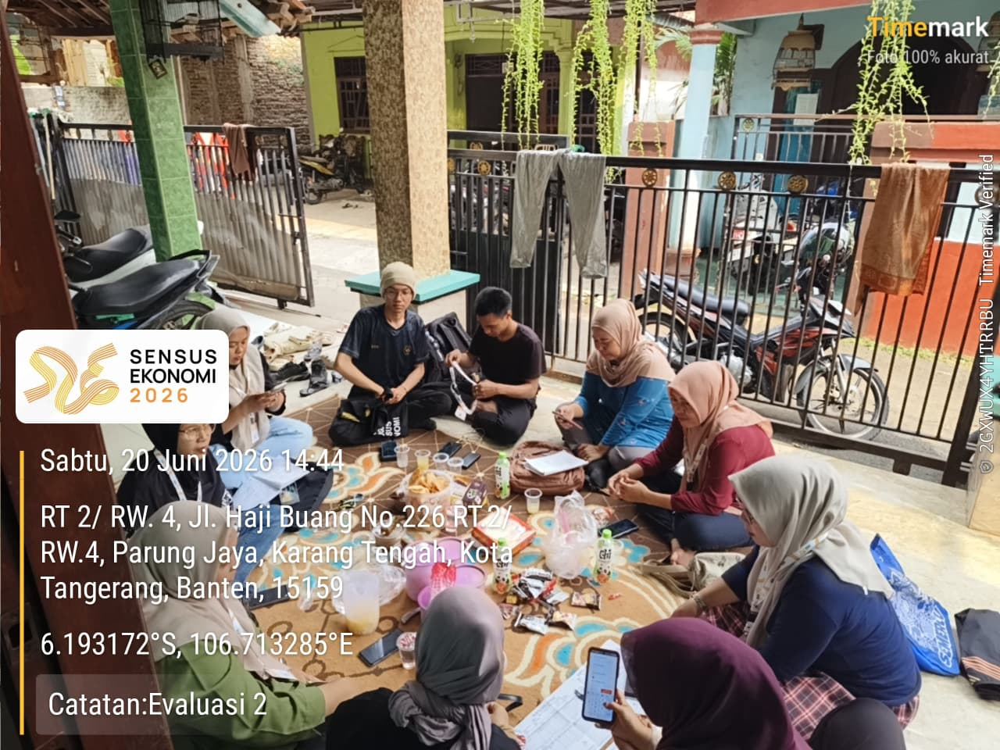 Timemark
Foto 100% akurat
SENSUS
EKONOMI
2026
Sabtu, 20 Juni 2026 14:44
RT 2/ RW. 4, Jl. Haji Buang No.226 RT.2/
RW.4, Parung Jaya, Karang Tengah, Kota
Tangerang, Banten, 15159
6.193172°S, 106.713285°E
Catatan:Evaluasi 2
© 2GXWUX4YHTRRBU Timemark Verified